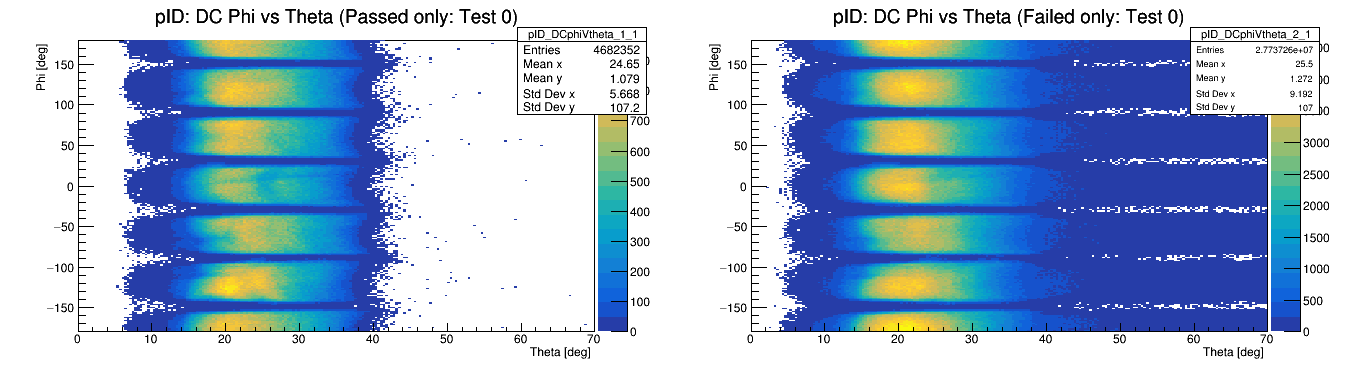 pID: DC Phi vs Theta (Passed only: Test 0)
pID_DCphiVtheta_1_1
Entries 4682352
Mean x 24.65
Mean y 1.079
Std Dev x 5.668
Std Dev y 107.2
Phi [deg]
150
100
50
0
−50
−100
−150
0 10 20 30 40 50 60 70
Theta [deg]
700
600
500
400
300
200
100
0
pID: DC Phi vs Theta (Failed only: Test 0)
pID_DCphiVtheta_2_1
Entries 2.773726e+07
Mean x 25.5
Mean y 1.272
Std Dev x 9.192
Std Dev y 107
Phi [deg]
150
100
50
0
−50
−100
−150
0 10 20 30 40 50 60 70
Theta [deg]
3000
2500
2000
1500
1000
500
0